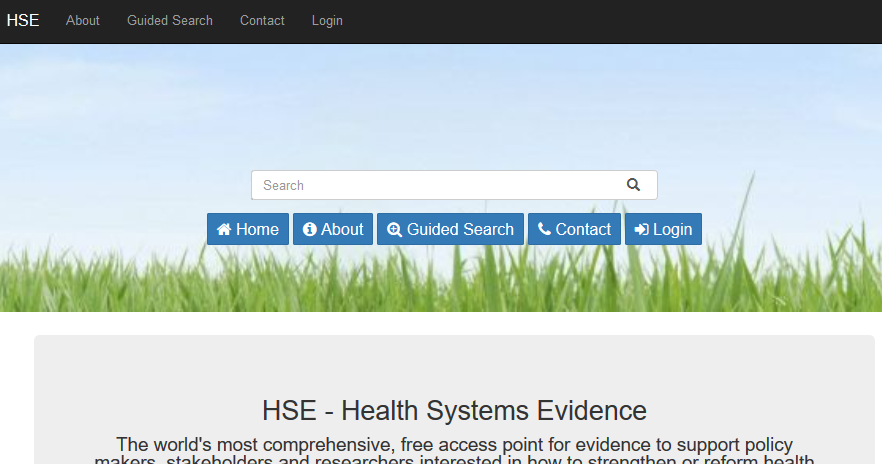 HSE About Guided Search Contact Login
Search
Home About Guided Search Contact Login
HSE - Health Systems Evidence
The world's most comprehensive, free access point for evidence to support policy
makers, stakeholders and researchers interested in how to strengthen or reform health